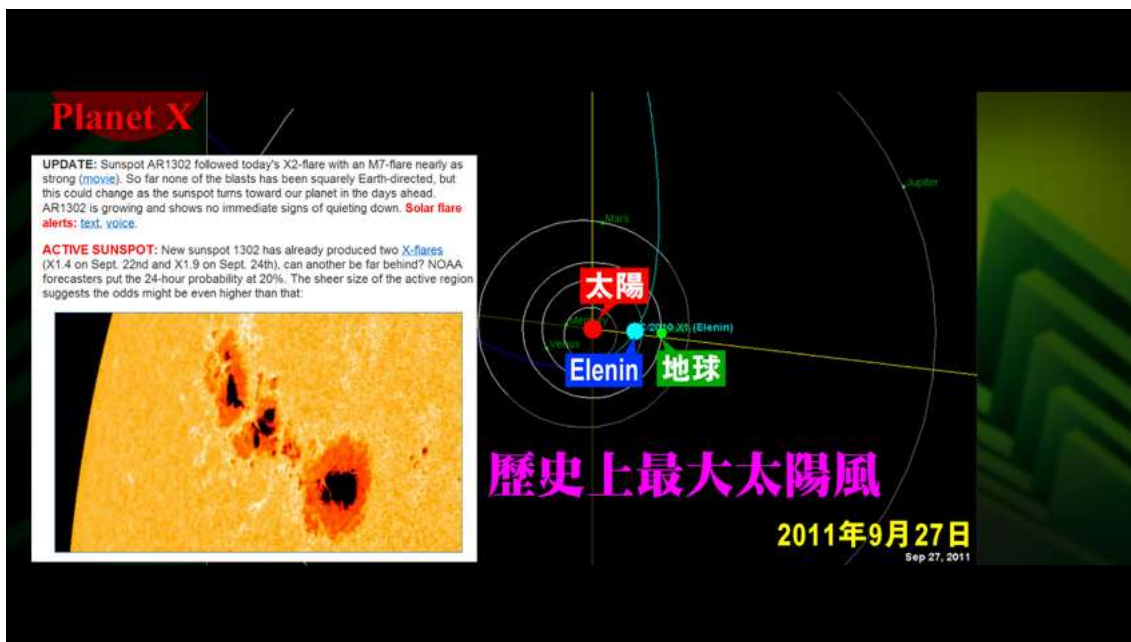 Planet X
UPDATE: Sunspot AR1302 followed today's X2-flare with an M7-flare nearly as
strong (movie). So far none of the blasts has been squarely Earth-directed, but
this could change as the sunspot turns toward our planet in the days ahead.
AR1302 is growing and shows no immediate signs of quieting down. Solar flare
alerts: text, voice.
ACTIVE SUNSPOT: New sunspot 1302 has already produced two X-flares
(X1.4 on Sept. 22nd and X1.9 on Sept. 24th), can another be far behind? NOAA
forecasters put the 24-hour probability at 20%. The sheer size of the active region
suggests the odds might be even higher than that:
Jupiter
Mars
太陽
(Elenin)
Venus
Elenin
地球
歷史上最大太陽風
2011年9月27日
Sep 27, 2011